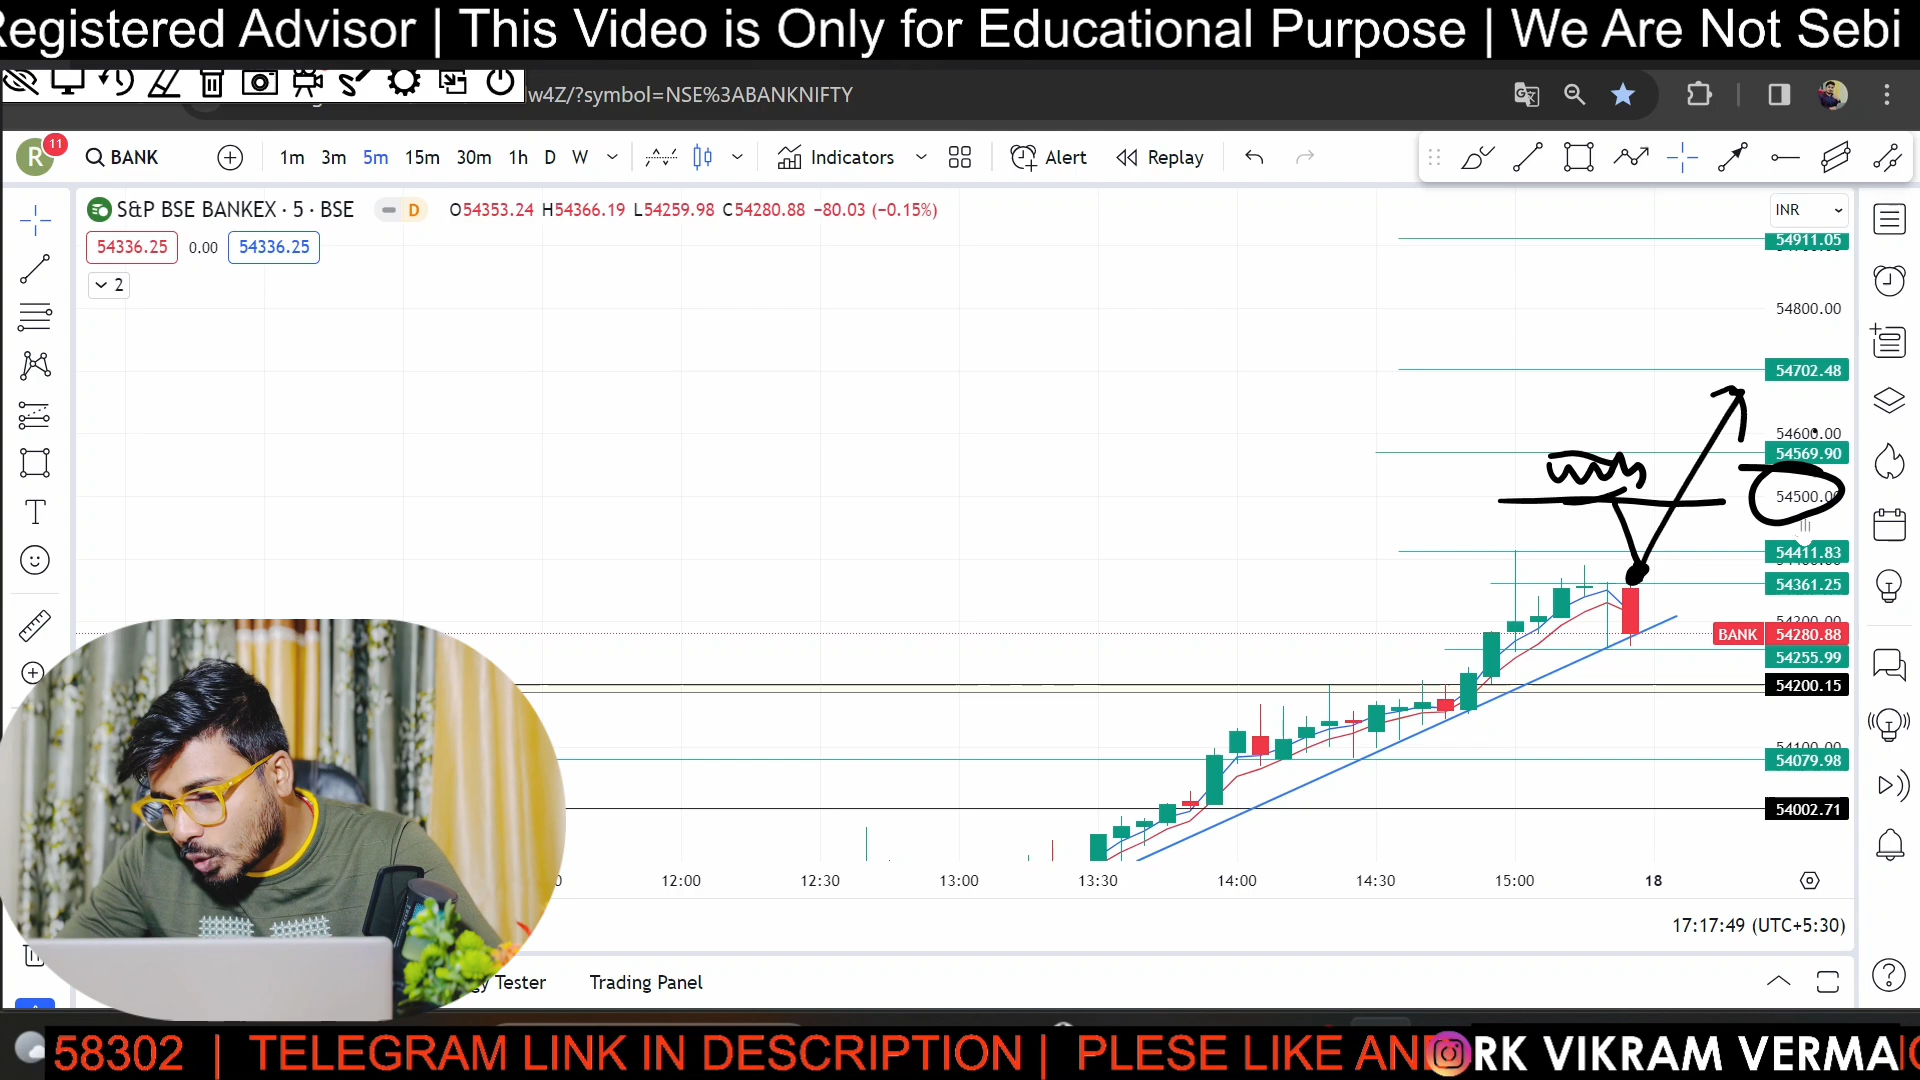 Registered Advisor | This Video is Only for Educational Purpose | We Are Not Sebi
w4Z/?symbol=NSE%3ABANKNIFTY
R 11 BANK 1m 3m 5m 15m 30m 1h D W Indicators Alert Replay
S&P BSE BANKEX · 5 · BSE D O54353.24 H54366.19 L54259.98 C54280.88 −80.03 (−0.15%) INR
54336.25 0.00 54336.25
2
54911.05
54800.00
54702.48
54600.00
54569.90
54500.00
54411.83
54361.25
BANK 54280.88
54255.99
54200.15
54100.00
54079.98
54002.71
12:00 12:30 13:00 13:30 14:00 14:30 15:00 18
17:17:49 (UTC+5:30)
Tester Trading Panel
58302 | TELEGRAM LINK IN DESCRIPTION | PLESE LIKE AN RK VIKRAM VERMA